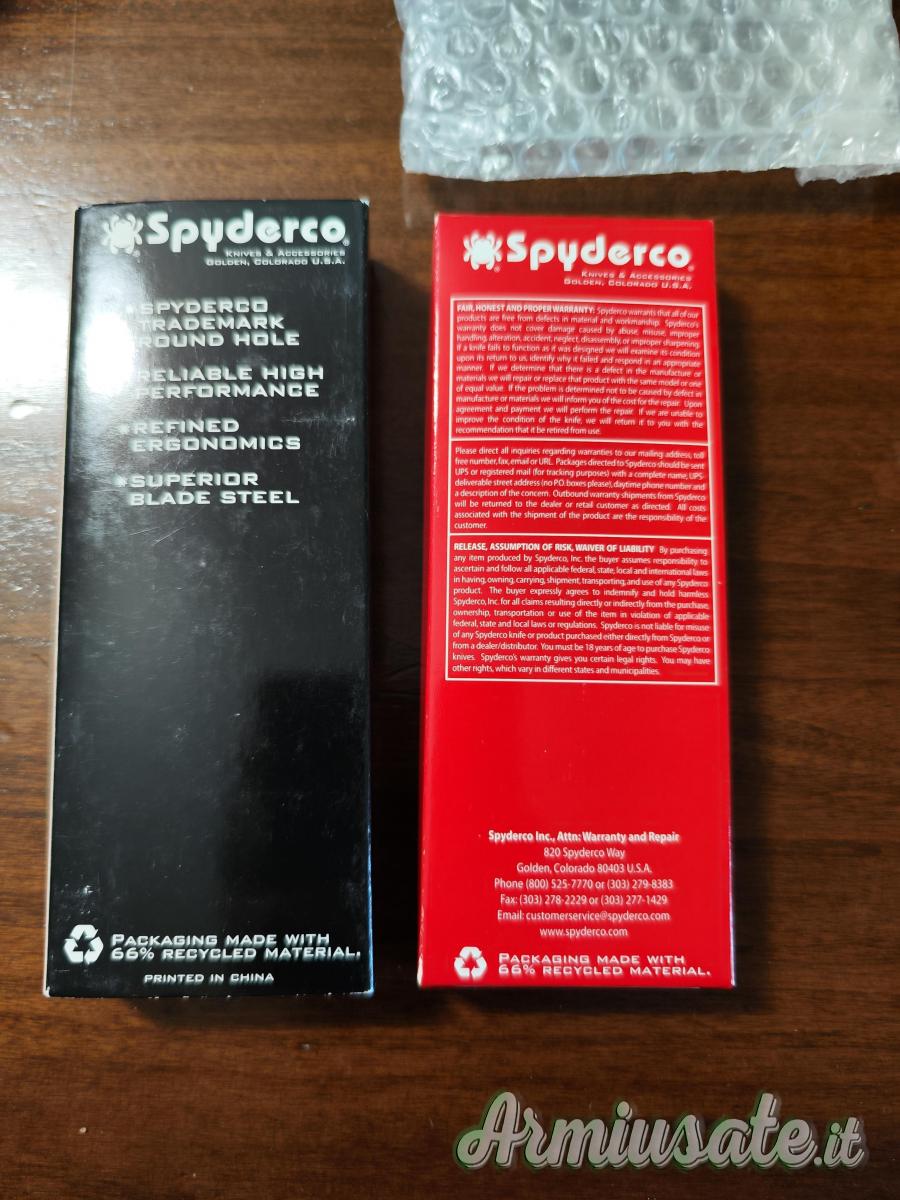 Spyderco
KNIVES & ACCESSORIES
GOLDEN, COLORADO U.S.A.
SPYDERCO
TRADEMARK
ROUND HOLE
RELIABLE HIGH
PERFORMANCE
REFINED
ERGONOMICS
SUPERIOR
BLADE STEEL
PACKAGING MADE WITH
66% RECYCLED MATERIAL.
PRINTED IN CHINA
Spyderco
KNIVES & ACCESSORIES
GOLDEN, COLORADO U.S.A.
FAIR, HONEST AND PROPER WARRANTY: Spyderco warrants that all of our
products are free from defects in material and workmanship. Spyderco's
warranty does not cover damage caused by abuse, misuse, improper
handling, alteration, accident, neglect, disassembly, or improper sharpening.
If a knife fails to function as it was designed we will examine its condition
upon its return to us, identify why it failed and respond in an appropriate
manner. If we determine that there is a defect in the manufacture or
materials we will repair or replace that product with the same model or one
of equal value. If the problem is determined not to be caused by defect in
manufacture or materials we will inform you of the cost for the repair. Upon
agreement and payment we will perform the repair. If we are unable to
improve the condition of the knife, we will return it to you with the
recommendation that it be retired from use.
Please direct all inquiries regarding warranties to our mailing address, toll
free number, fax, email or URL. Packages directed to Spyderco should be sent
UPS or registered mail (for tracking purposes) with a complete name, UPS-
deliverable street address (no P.O. boxes please), daytime phone number and
a description of the concern. Outbound warranty shipments from Spyderco
will be returned to the dealer or retail customer as directed. All costs
associated with the shipment of the product are the responsibility of the
customer.
RELEASE, ASSUMPTION OF RISK, WAIVER OF LIABILITY By purchasing
any item produced by Spyderco, Inc. the buyer assumes responsibility to
ascertain and follow all applicable federal, state, local and international laws
in having, owning, carrying, shipment, transporting, and use of any Spyderco
product. The buyer expressly agrees to indemnify and hold harmless
Spyderco, Inc. for all claims resulting directly or indirectly from the purchase,
ownership, transportation or use of the item in violation of applicable
federal, state and local laws or regulations. Spyderco is not liable for misuse
of any Spyderco knife or product purchased either directly from Spyderco or
from a dealer/distributor. You must be 18 years of age to purchase Spyderco
knives. Spyderco's warranty gives you certain legal rights. You may have
other rights, which vary in different states and municipalities.
Spyderco Inc., Attn: Warranty and Repair
820 Spyderco Way
Golden, Colorado 80403 U.S.A.
Phone (800) 525-7770 or (303) 279-8383
Fax: (303) 278-2229 or (303) 277-1429
Email: customerservice@spyderco.com
www.spyderco.com
PACKAGING MADE WITH
66% RECYCLED MATERIAL.
Armiusate.it